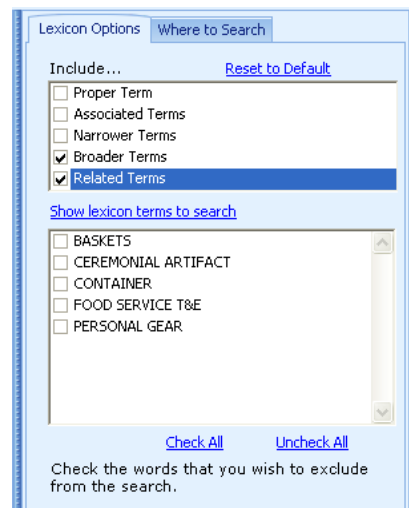 Lexicon Options Where to Search
Include... Reset to Default
Proper Term
Associated Terms
Narrower Terms
Broader Terms
Related Terms
Show lexicon terms to search
BASKETS
CEREMONIAL ARTIFACT
CONTAINER
FOOD SERVICE T&E
PERSONAL GEAR
Check All Uncheck All
Check the words that you wish to exclude
from the search.